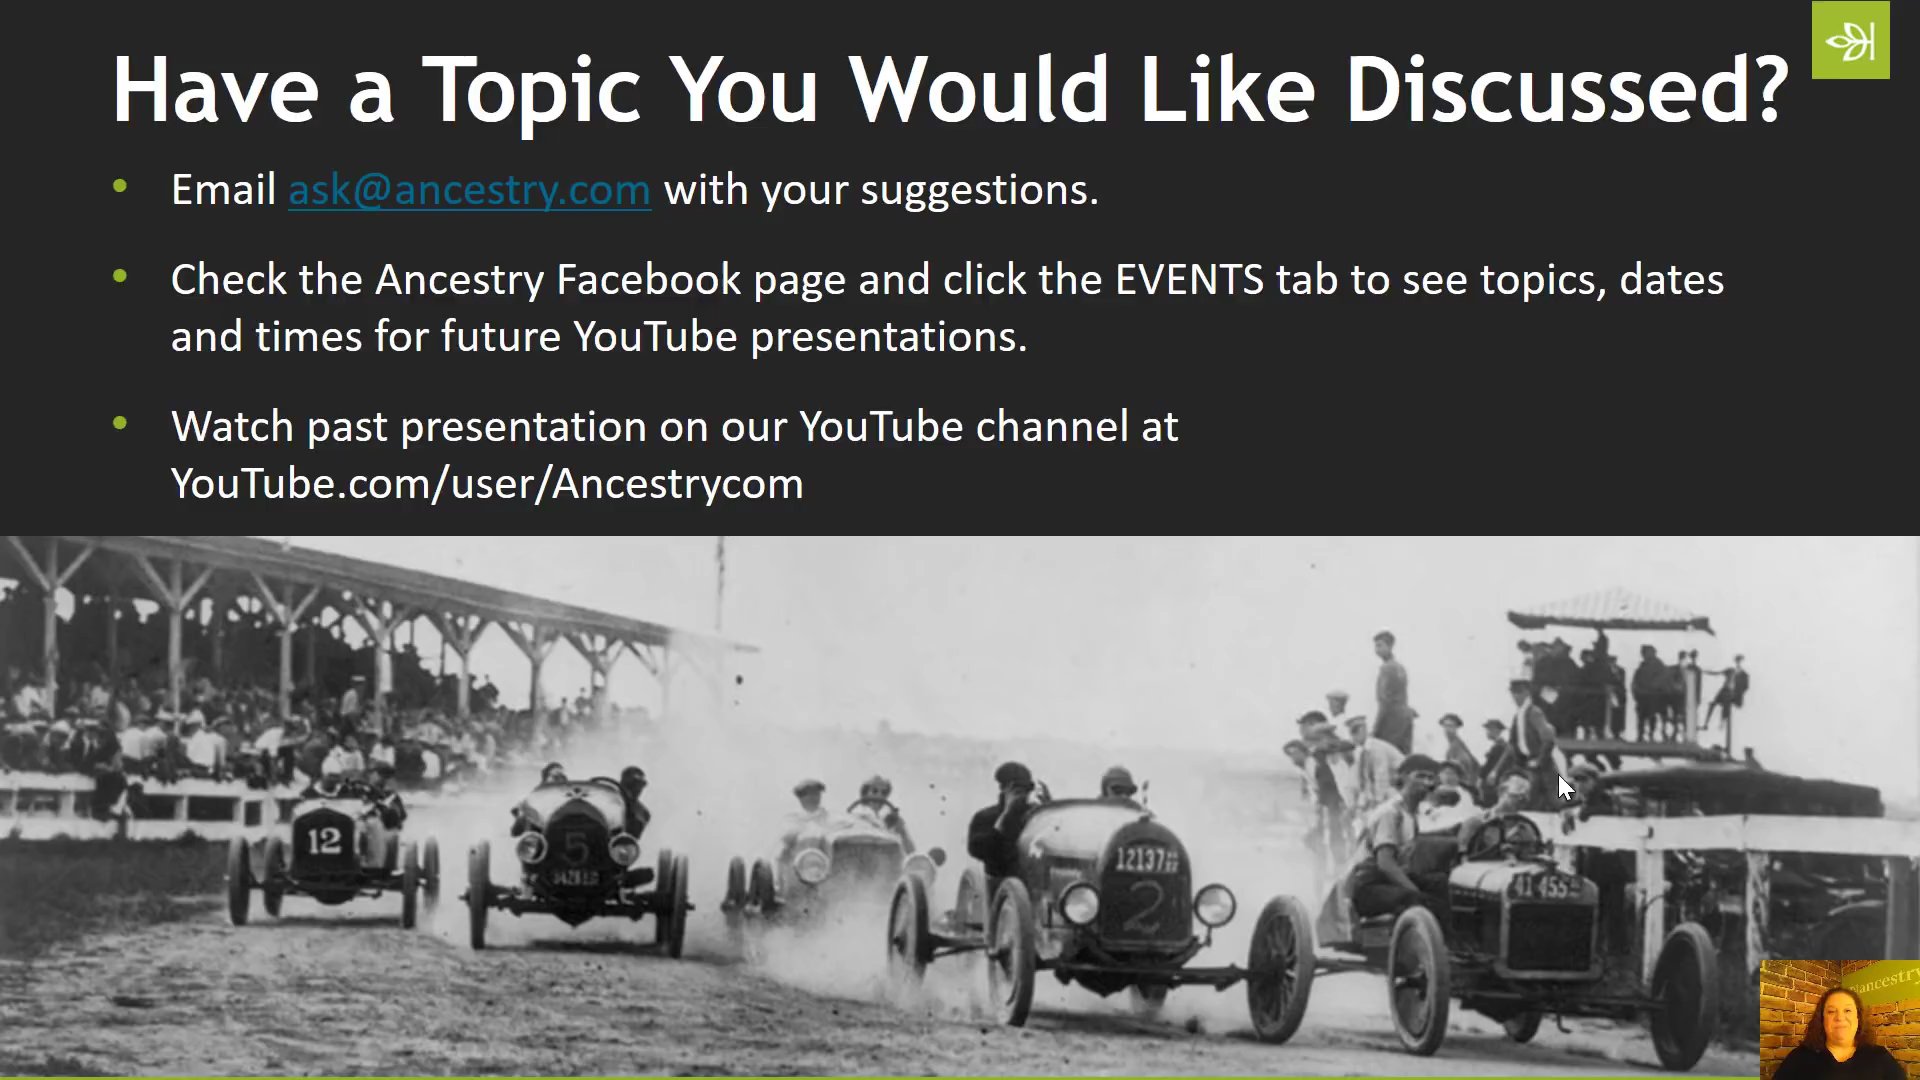 Have a Topic You Would Like Discussed?
Email ask@ancestry.com with your suggestions.
Check the Ancestry Facebook page and click the EVENTS tab to see topics, dates
and times for future YouTube presentations.
Watch past presentation on our YouTube channel at
YouTube.com/user/Ancestrycom
12
5
12137
2
41 455
ancestry